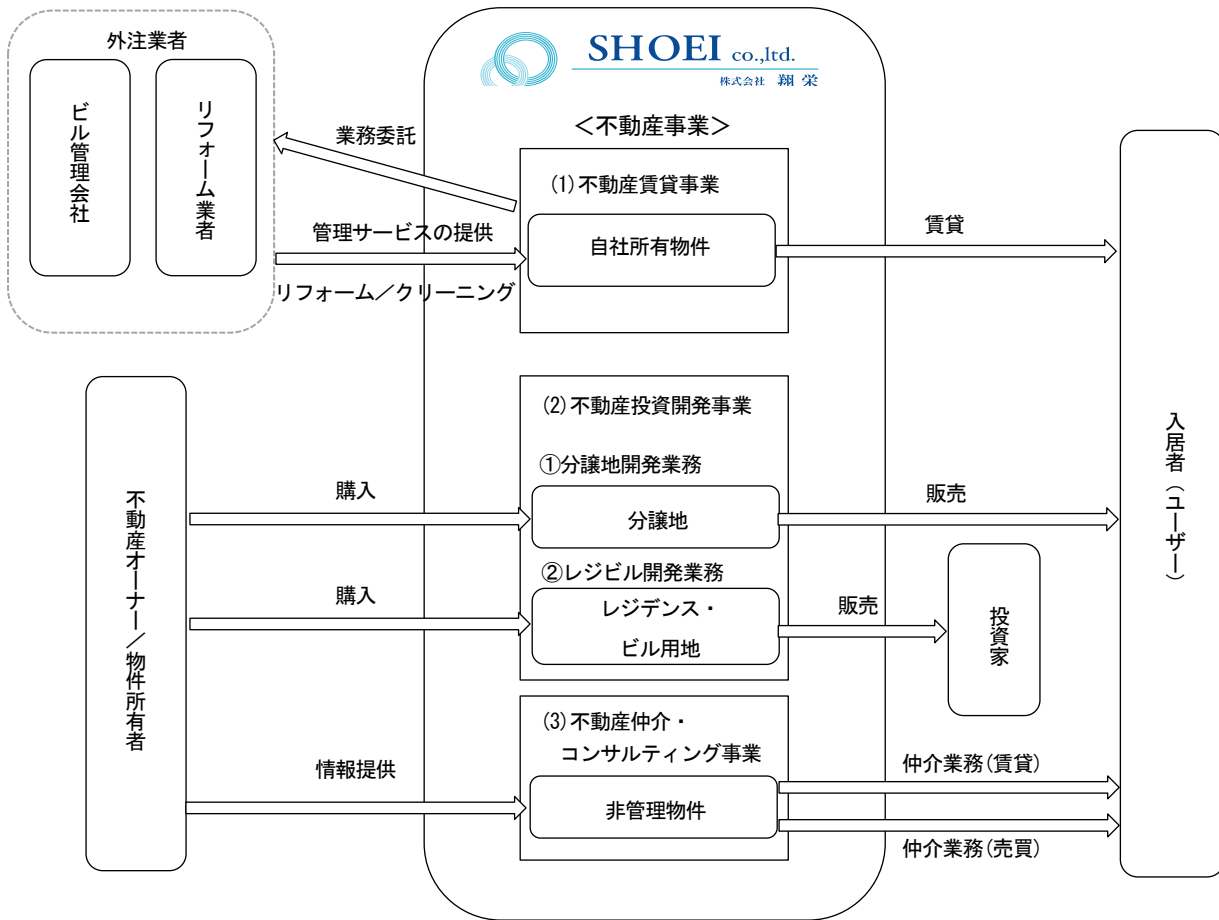 外注業者
ビル管理会社
リフォーム業者
SHOEI co.,ltd.
株式会社 翔栄
＜不動産事業＞
業務委託
(1)不動産賃貸事業
管理サービスの提供
自社所有物件
賃貸
リフォーム／クリーニング
不動産オーナー／物件所有者
(2)不動産投資開発事業
①分譲地開発業務
購入
分譲地
販売
②レジビル開発業務
購入
レジデンス・
ビル用地
販売
投資家
入居者（ユーザー）
(3)不動産仲介・
コンサルティング事業
情報提供
非管理物件
仲介業務(賃貸)
仲介業務(売買)